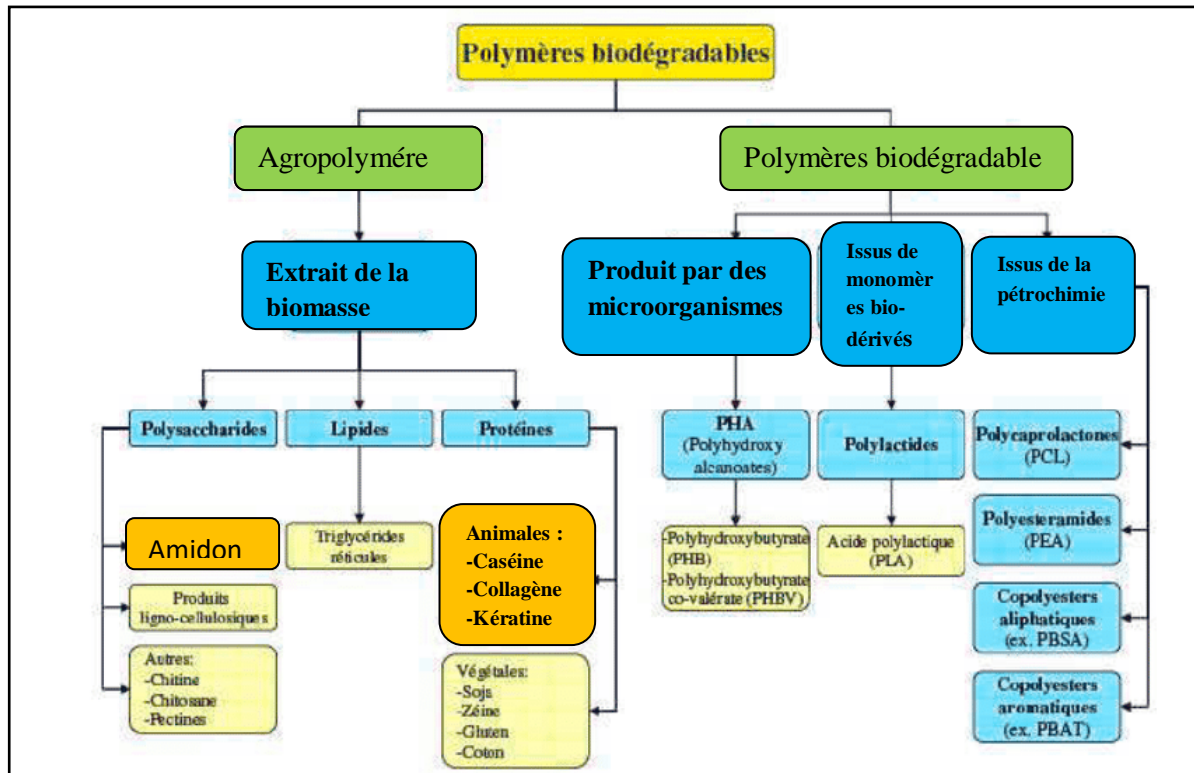 Polymères biodégradables
Agropolymére
Polymères biodégradable
Extrait de la
biomasse
Produit par des
microorganismes
Issus de
monomèr
es bio-
dérivés
Issus de la
pétrochimie
Polysaccharides
Lipides
Protéines
PHA
(Polyhydroxy
alcanoates)
Polylactides
Polycaprolactones
(PCL)
Amidon
Triglycérides
réticules
Animales :
-Caséine
-Collagène
-Kératine
-Polyhydroxybutyrate
(PHB)
-Polyhydroxybutyrate
co-valérate (PHBV)
Acide polylactique
(PLA)
Polyesteramides
(PEA)
Produits
ligno-cellulosiques
Copolyesters
aliphatiques
(ex. PBSA)
Autres:
-Chitine
-Chitosane
-Pectines
Végétales:
-Sojs
-Zéine
-Gluten
-Coton
Copolyesters
aromatiques
(ex. PBAT)